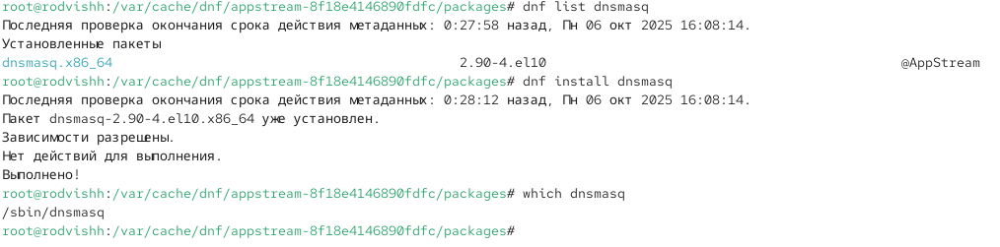 root@rodvishh:/var/cache/dnf/appstream-8f18e4146890fdfc/packages# dnf list dnsmasq
Последняя проверка окончания срока действия метаданных: 0:27:58 назад, Пн 06 окт 2025 16:08:14.
Установленные пакеты
dnsmasq.x86_64 2.90-4.el10 @AppStream
root@rodvishh:/var/cache/dnf/appstream-8f18e4146890fdfc/packages# dnf install dnsmasq
Последняя проверка окончания срока действия метаданных: 0:28:12 назад, Пн 06 окт 2025 16:08:14.
Пакет dnsmasq-2.90-4.el10.x86_64 уже установлен.
Зависимости разрешены.
Нет действий для выполнения.
Выполнено!
root@rodvishh:/var/cache/dnf/appstream-8f18e4146890fdfc/packages# which dnsmasq
/sbin/dnsmasq
root@rodvishh:/var/cache/dnf/appstream-8f18e4146890fdfc/packages#